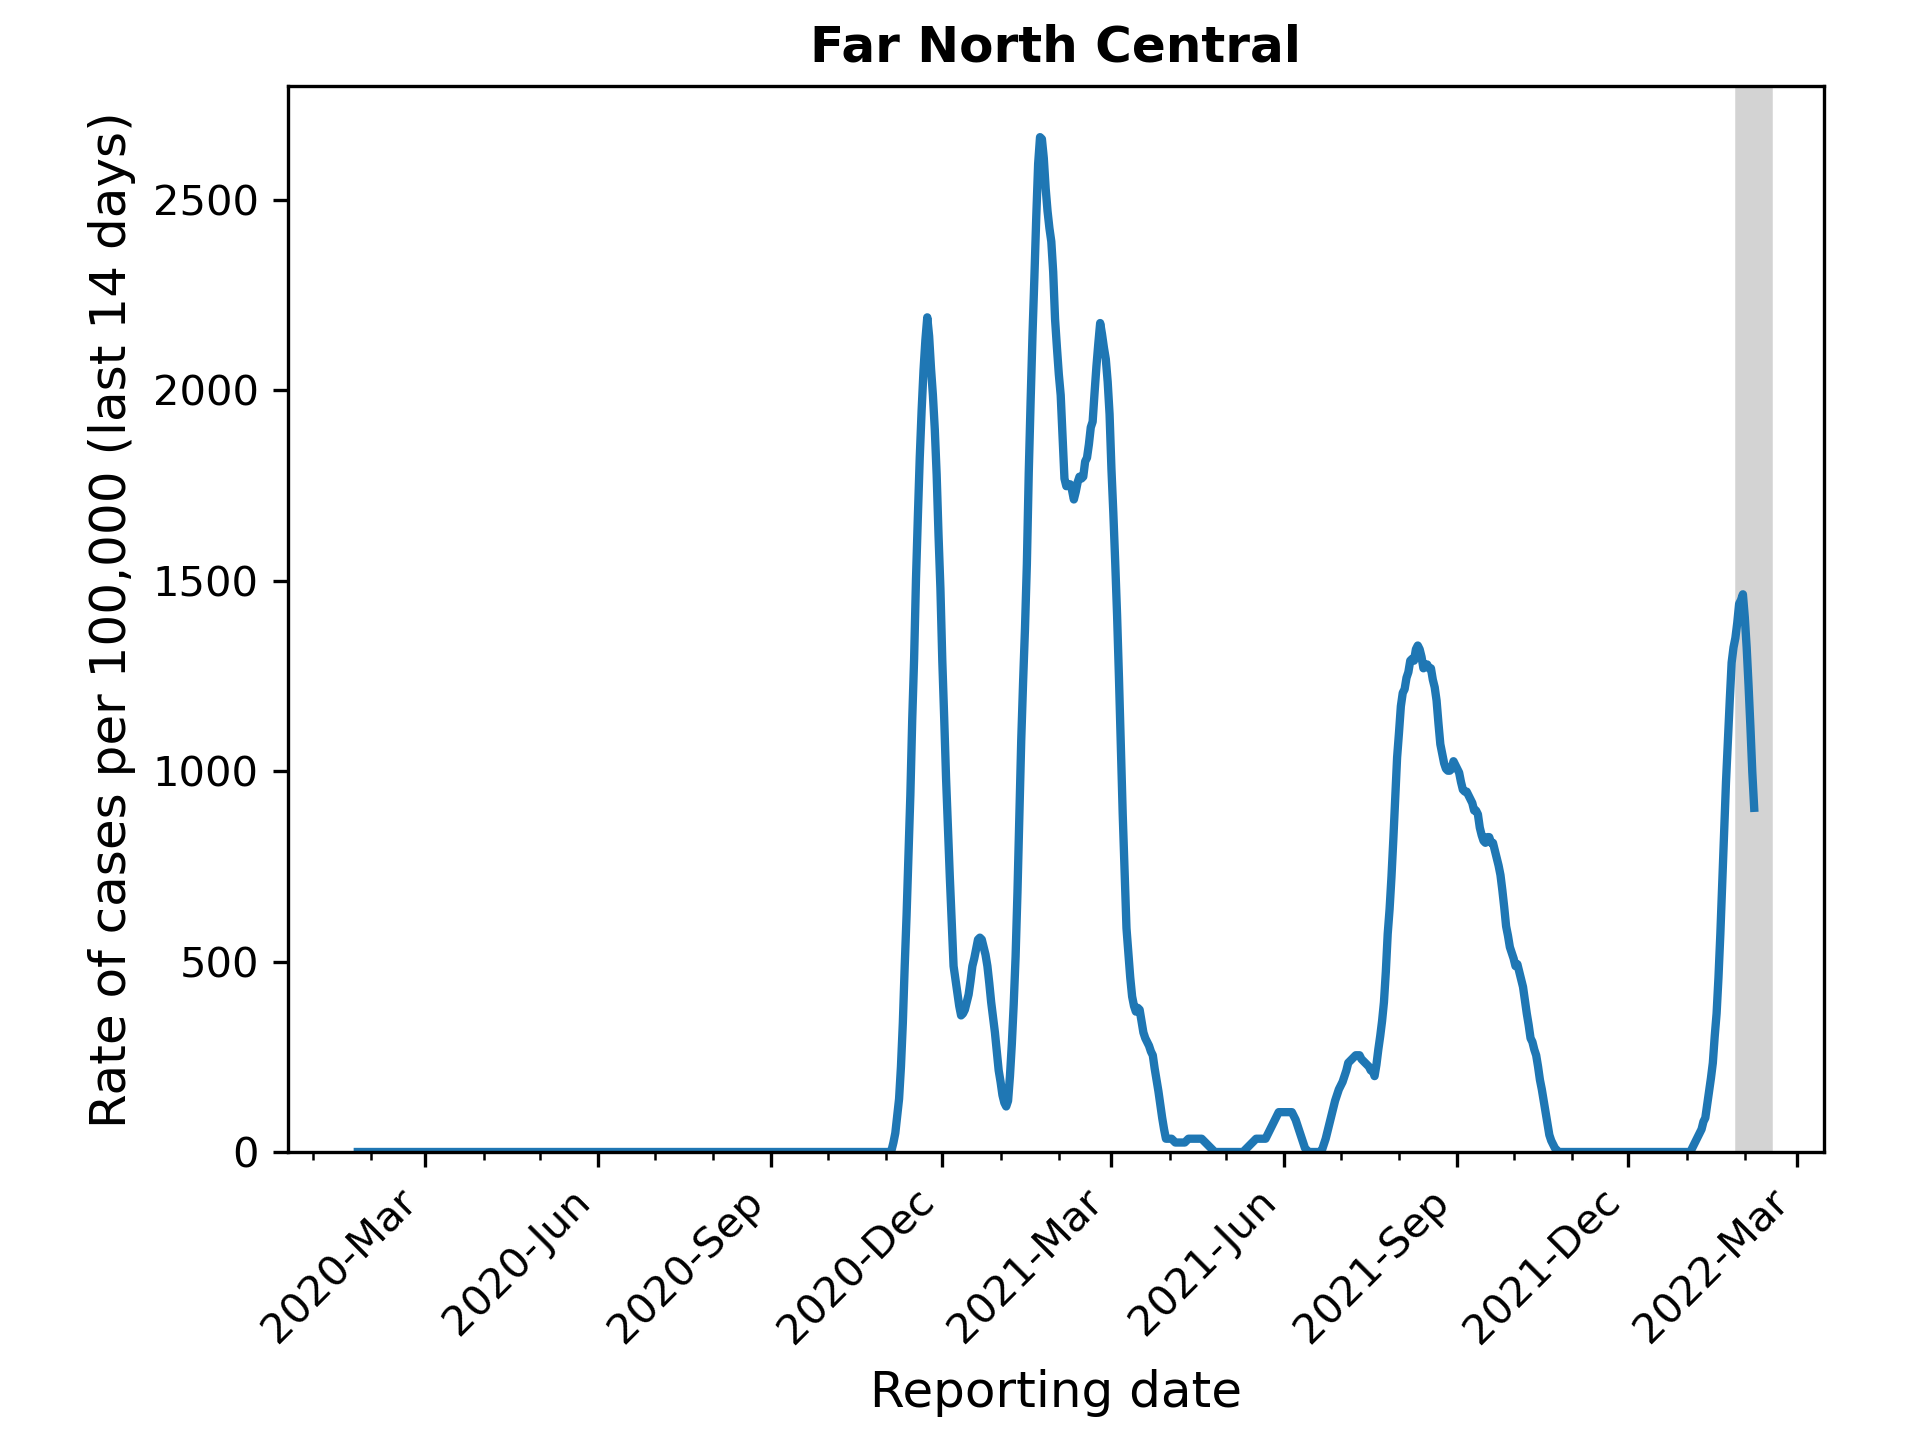 Far North Central
Rate of cases per 100,000 (last 14 days)
2500
2000
1500
1000
500
0
2020-Mar
2020-Jun
2020-Sep
2020-Dec
2021-Mar
2021-Jun
2021-Sep
2021-Dec
2022-Mar
Reporting date